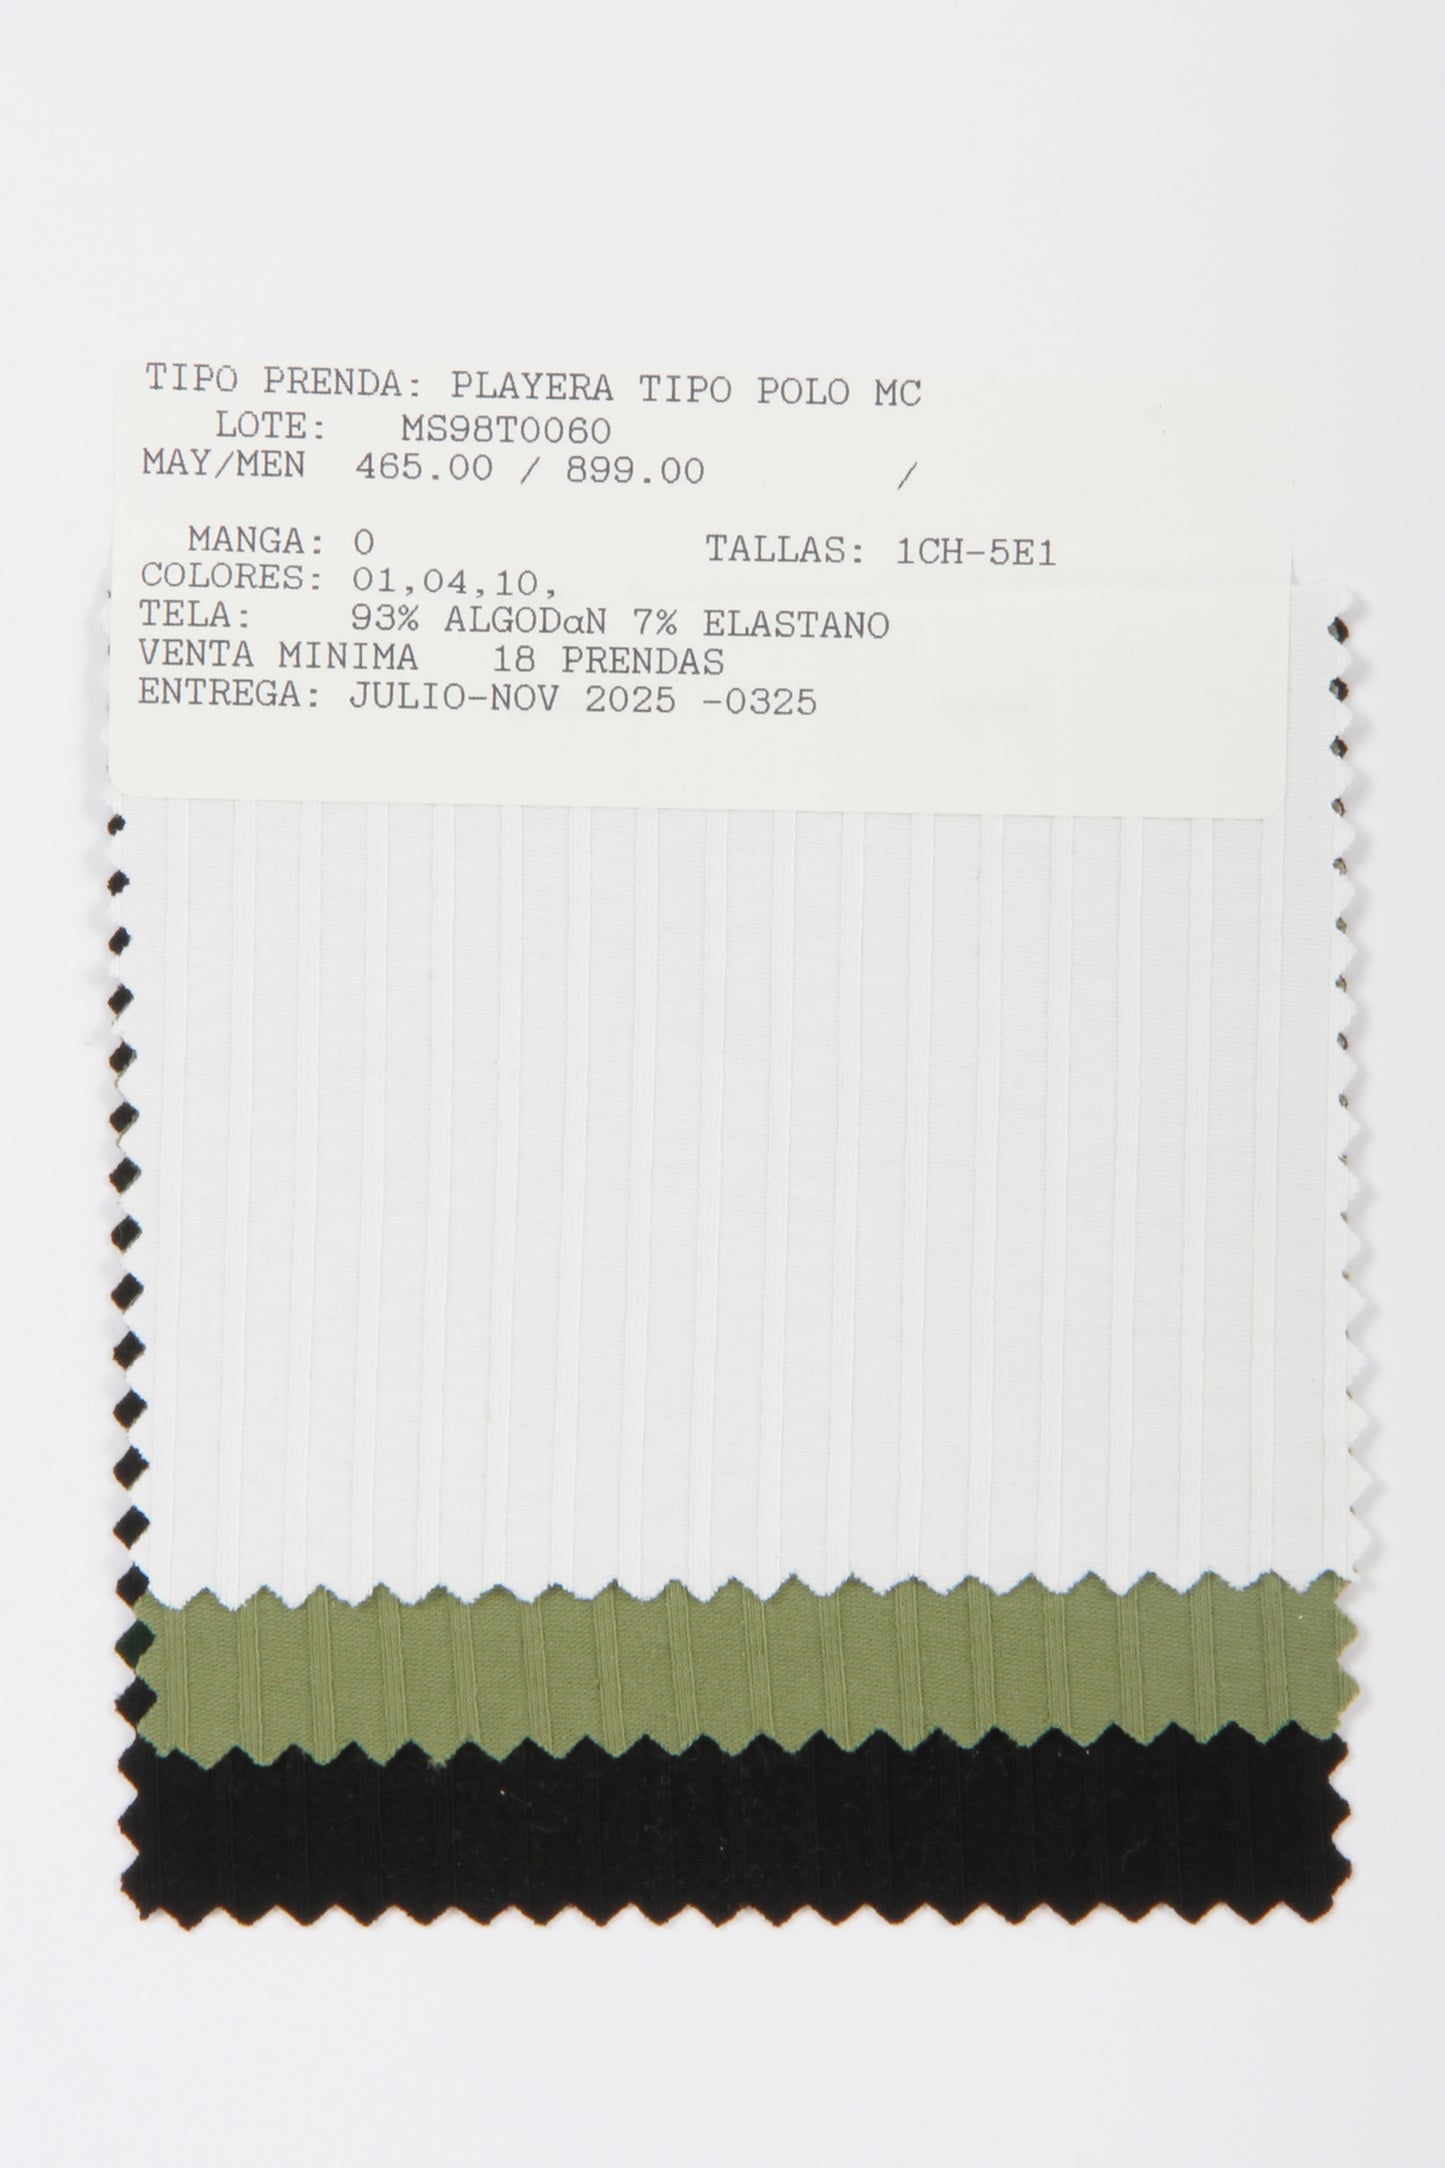 TIPO PRENDA: PLAYERA TIPO POLO MC
LOTE: MS98T0060
MAY/MEN 465.00 / 899.00 /
MANGA: 0 TALLAS: 1CH-5E1
COLORES: 01,04,10,
TELA: 93% ALGODαN 7% ELASTANO
VENTA MINIMA 18 PRENDAS
ENTREGA: JULIO-NOV 2025 -0325